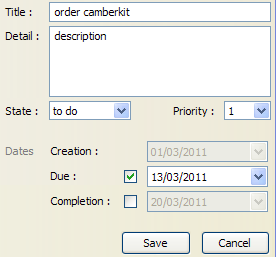 Title : order camberkit
Detail : description
State : to do Priority : 1
Dates Creation : 01/03/2011
Due : 13/03/2011
Completion : 20/03/2011
Save Cancel